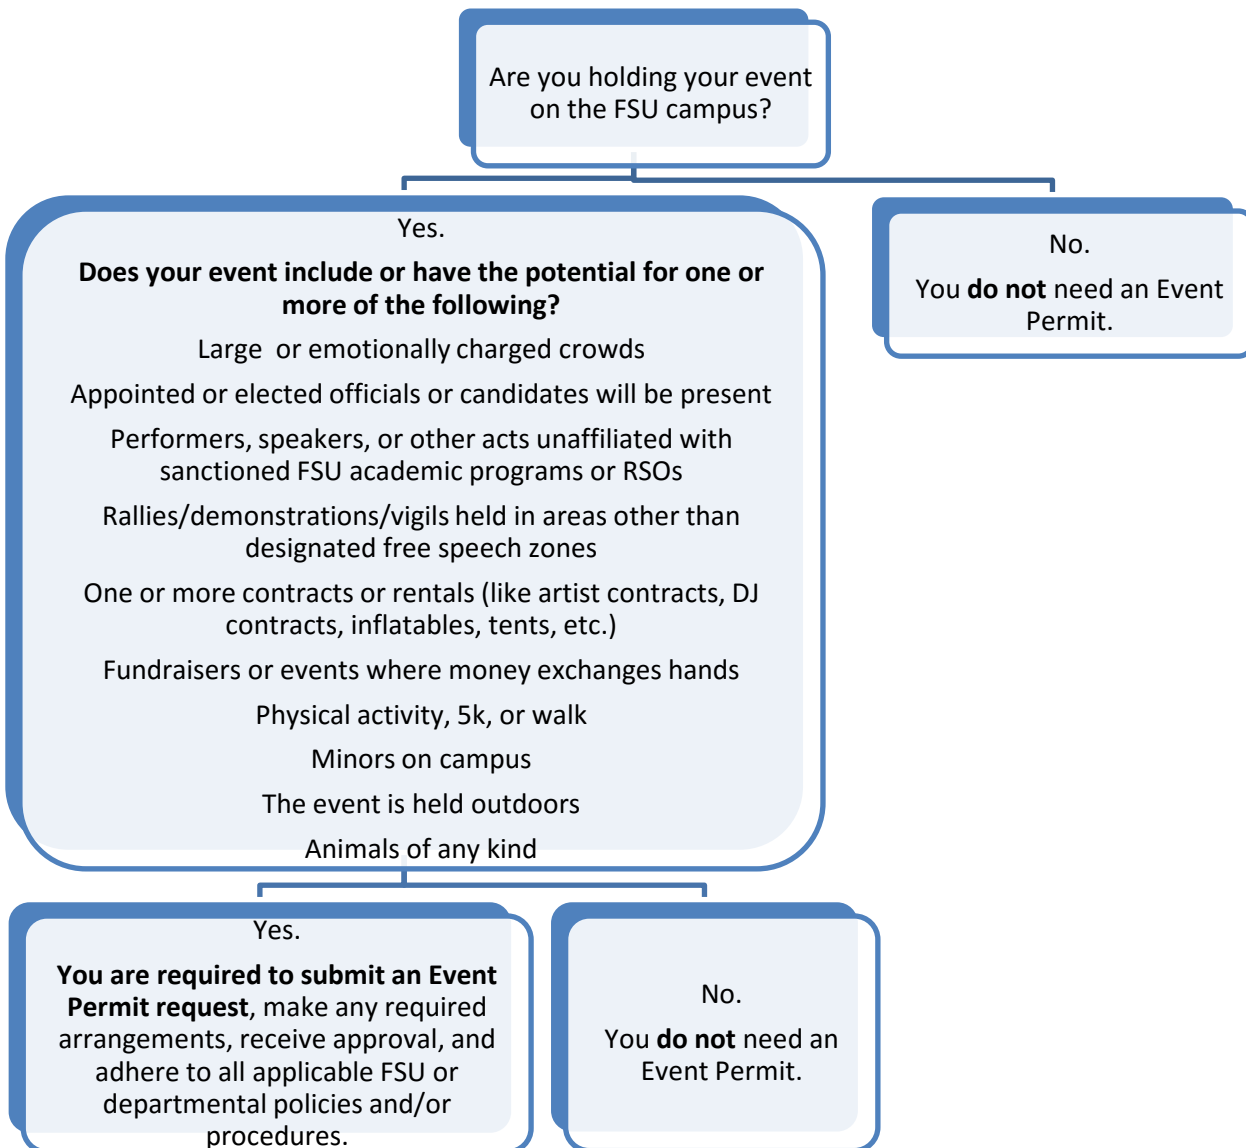 Are you holding your event
on the FSU campus?
Yes.
Does your event include or have the potential for one or
more of the following?
Large or emotionally charged crowds
Appointed or elected officials or candidates will be present
Performers, speakers, or other acts unaffiliated with
sanctioned FSU academic programs or RSOs
Rallies/demonstrations/vigils held in areas other than
designated free speech zones
One or more contracts or rentals (like artist contracts, DJ
contracts, inflatables, tents, etc.)
Fundraisers or events where money exchanges hands
Physical activity, 5k, or walk
Minors on campus
The event is held outdoors
Animals of any kind
No.
You do not need an Event
Permit.
Yes.
You are required to submit an Event
Permit request, make any required
arrangements, receive approval, and
adhere to all applicable FSU or
departmental policies and/or
procedures.
No.
You do not need an
Event Permit.